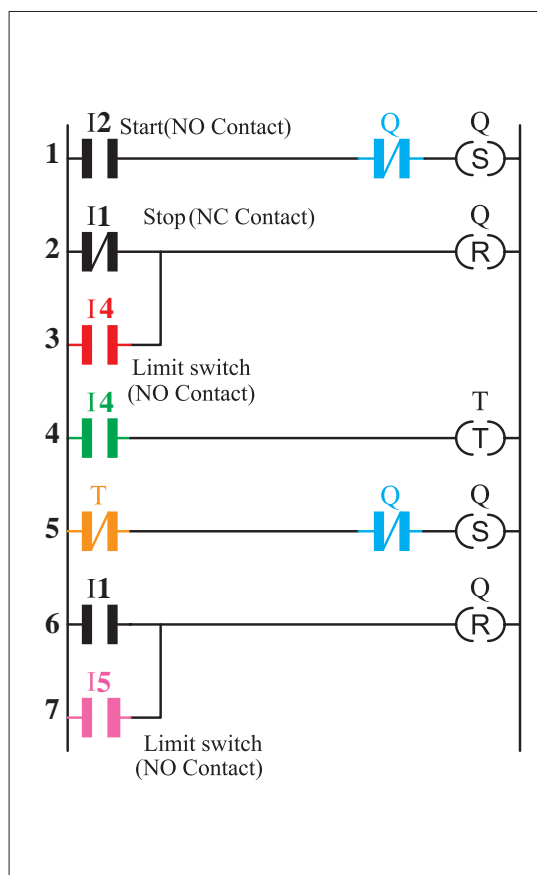 I2 Start(NO Contact) Q Q
1 S
I1 Stop (NC Contact) Q
2 R
I4
3
Limit switch
(NO Contact)
I4 T
4 T
T Q Q
5 S
I1 Q
6 R
I5
7
Limit switch
(NO Contact)